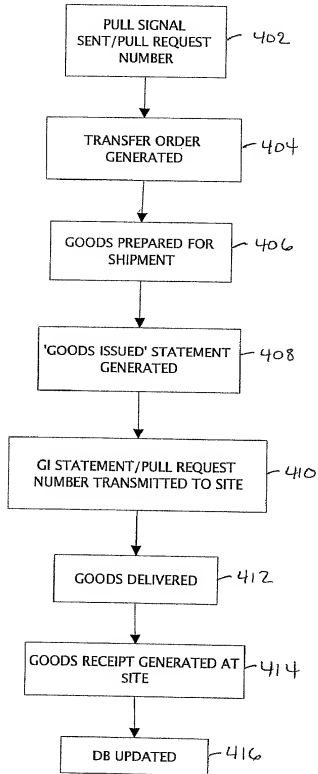 PULL SIGNAL
SENT/PULL REQUEST
NUMBER
402
TRANSFER ORDER
GENERATED
404
GOODS PREPARED FOR
SHIPMENT
406
'GOODS ISSUED' STATEMENT
GENERATED
408
GI STATEMENT/PULL REQUEST
NUMBER TRANSMITTED TO SITE
410
GOODS DELIVERED
412
GOODS RECEIPT GENERATED AT
SITE
414
DB UPDATED
416